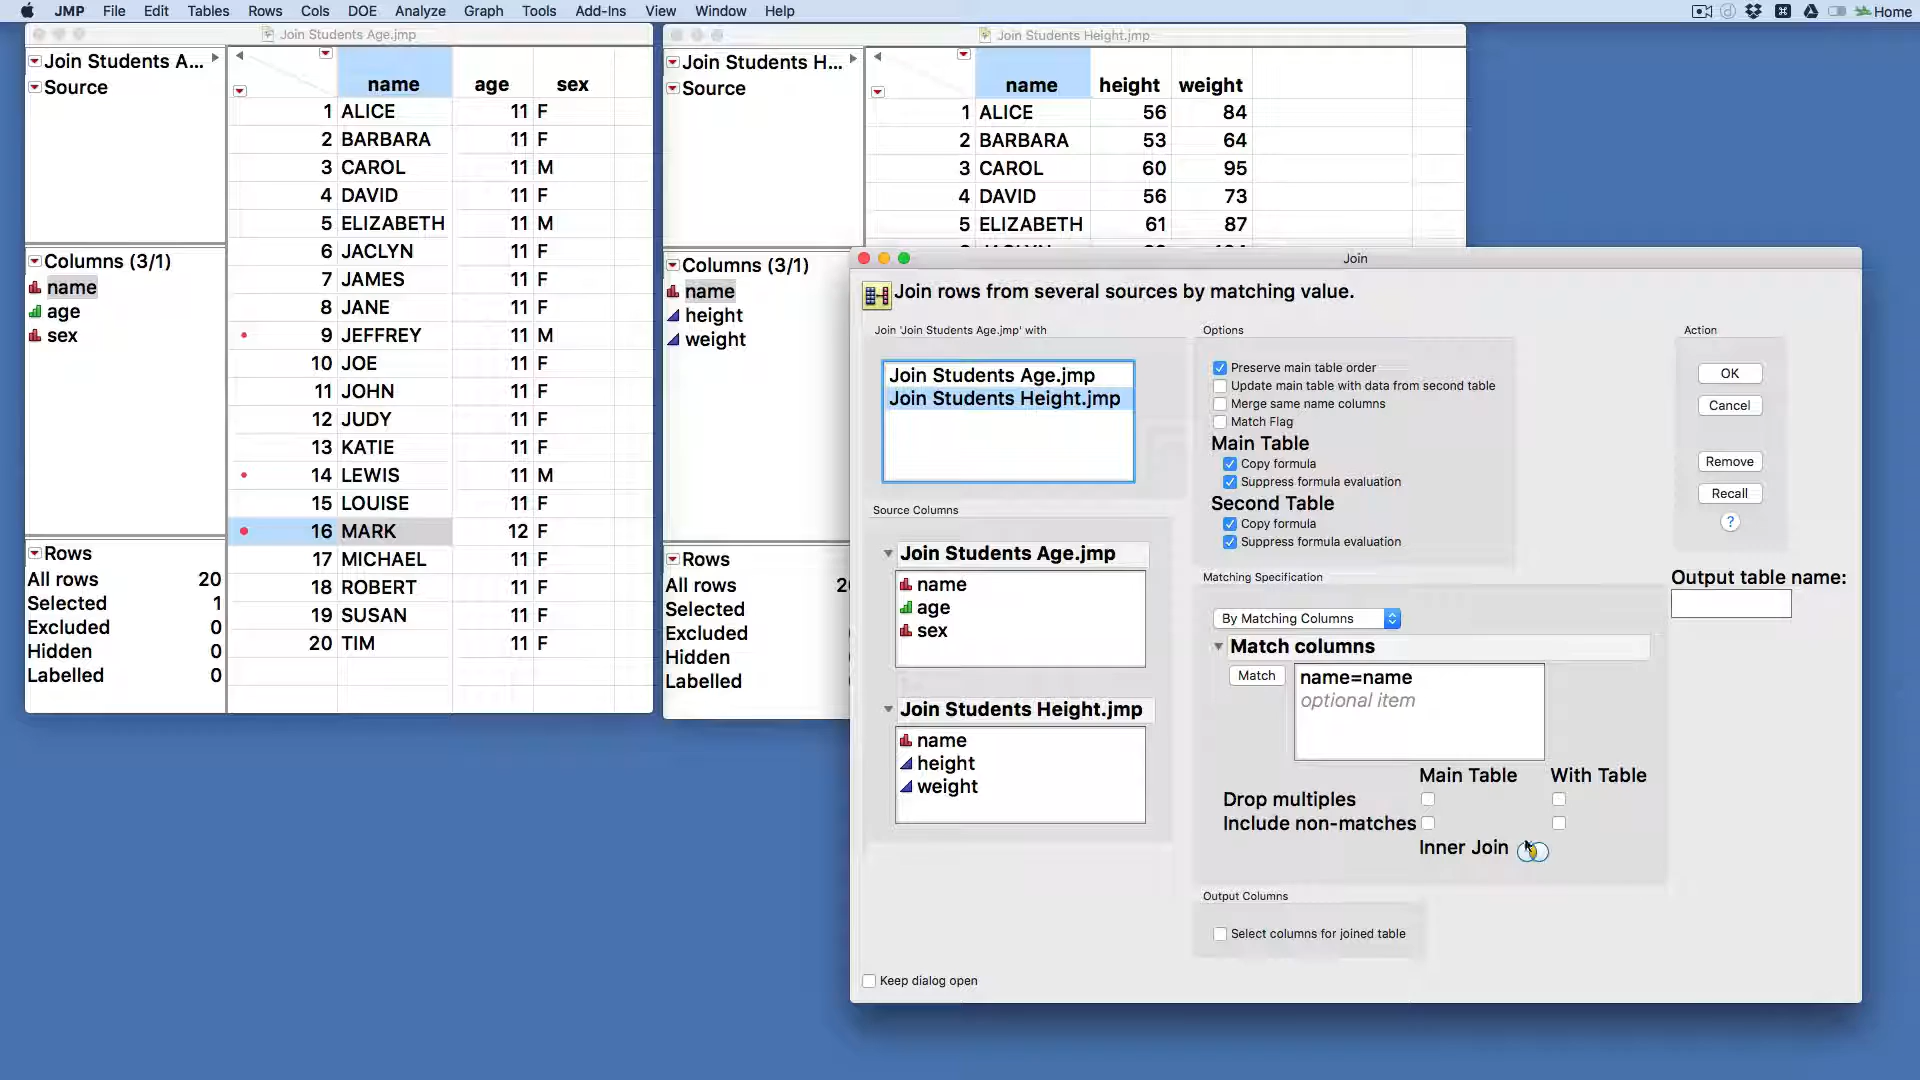 JMP File Edit Tables Rows Cols DOE Analyze Graph Tools Add-Ins View Window Help Home
Join Students Age.jmp
Join Students A...
Source
name age sex
1 ALICE 11 F
2 BARBARA 11 F
3 CAROL 11 M
4 DAVID 11 F
5 ELIZABETH 11 M
6 JACLYN 11 F
7 JAMES 11 F
8 JANE 11 F
9 JEFFREY 11 M
10 JOE 11 F
11 JOHN 11 F
12 JUDY 11 F
13 KATIE 11 F
14 LEWIS 11 M
15 LOUISE 11 F
16 MARK 12 F
17 MICHAEL 11 F
18 ROBERT 11 F
19 SUSAN 11 F
20 TIM 11 F
Columns (3/1)
name
age
sex
Rows
All rows 20
Selected 1
Excluded 0
Hidden 0
Labelled 0
Join Students Height.jmp
Join Students H...
Source
name height weight
1 ALICE 56 84
2 BARBARA 53 64
3 CAROL 60 95
4 DAVID 56 73
5 ELIZABETH 61 87
Columns (3/1)
name
height
weight
Rows
All rows
Selected
Excluded
Hidden
Labelled
Join
Join rows from several sources by matching value.
Join 'Join Students Age.jmp' with
Join Students Age.jmp
Join Students Height.jmp
Source Columns
Join Students Age.jmp
name
age
sex
Join Students Height.jmp
name
height
weight
Options
Preserve main table order
Update main table with data from second table
Merge same name columns
Match Flag
Main Table
Copy formula
Suppress formula evaluation
Second Table
Copy formula
Suppress formula evaluation
Matching Specification
By Matching Columns
Match columns
Match
name=name
optional item
Main Table With Table
Drop multiples
Include non-matches
Inner Join
Output Columns
Select columns for joined table
Action
OK
Cancel
Remove
Recall
?
Output table name:
Keep dialog open